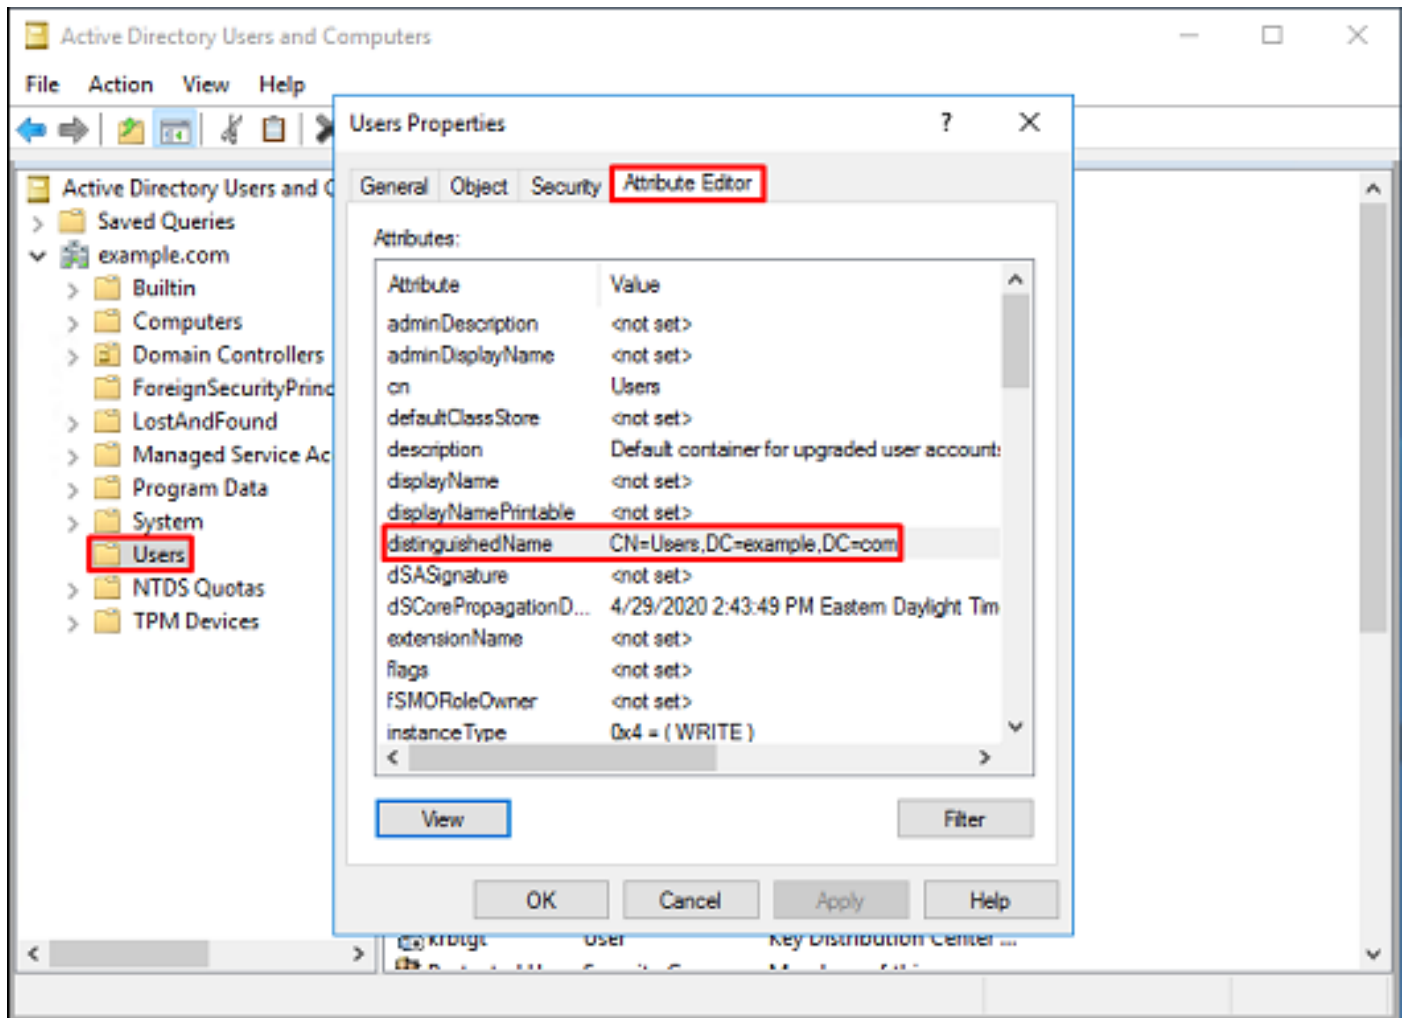 Active Directory Users and Computers
File Action View Help
Users Properties ?
Active Directory Users and
Saved Queries
example.com
Builtin
Computers
Domain Controllers
ForeignSecurityPrinc
LostAndFound
Managed Service Ac
Program Data
System
Users
NTDS Quotas
TPM Devices
General Object Security Attribute Editor
Attributes:
Attribute Value
adminDescription <not set>
adminDisplayName <not set>
cn Users
defaultClassStore <not set>
description Default container for upgraded user accounts
displayName <not set>
displayNamePrintable <not set>
distinguishedName CN=Users,DC=example,DC=com
dSASignature <not set>
dSCorePropagationD... 4/29/2020 2:43:49 PM Eastern Daylight Tim
extensionName <not set>
flags <not set>
fSMORoleOwner <not set>
instanceType 0x4 = ( WRITE )
View Filter
OK Cancel Apply Help
krbtgt User Key Distribution Center ...